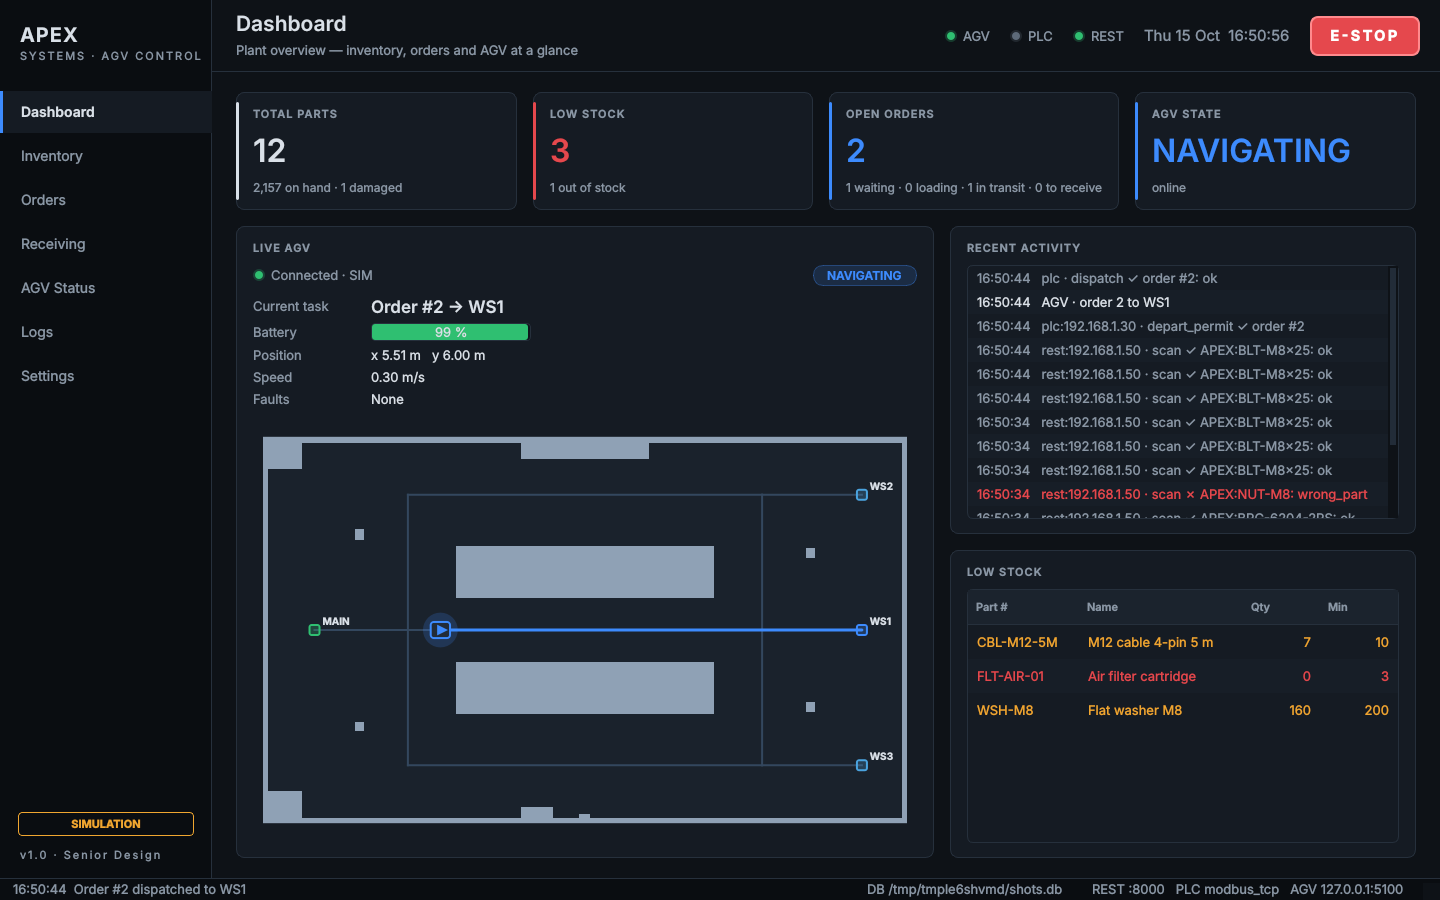 APEX
SYSTEMS · AGV CONTROL
Dashboard
Inventory
Orders
Receiving
AGV Status
Logs
Settings
SIMULATION
v1.0 · Senior Design
Dashboard
Plant overview — inventory, orders and AGV at a glance
AGV PLC REST Thu 15 Oct 16:50:56 E-STOP
TOTAL PARTS
12
2,157 on hand · 1 damaged
LOW STOCK
3
1 out of stock
OPEN ORDERS
2
1 waiting · 0 loading · 1 in transit · 0 to receive
AGV STATE
NAVIGATING
online
LIVE AGV
Connected · SIM NAVIGATING
Current task Order #2 → WS1
Battery 99 %
Position x 5.51 m y 6.00 m
Speed 0.30 m/s
Faults None
WS2
MAIN
WS1
WS3
RECENT ACTIVITY
16:50:44 plc · dispatch ✓ order #2: ok
16:50:44 AGV · order 2 to WS1
16:50:44 plc:192.168.1.30 · depart_permit ✓ order #2
16:50:44 rest:192.168.1.50 · scan ✓ APEX:BLT-M8×25: ok
16:50:44 rest:192.168.1.50 · scan ✓ APEX:BLT-M8×25: ok
16:50:44 rest:192.168.1.50 · scan ✓ APEX:BLT-M8×25: ok
16:50:34 rest:192.168.1.50 · scan ✓ APEX:BLT-M8×25: ok
16:50:34 rest:192.168.1.50 · scan ✓ APEX:BLT-M8×25: ok
16:50:34 rest:192.168.1.50 · scan ✓ APEX:BLT-M8×25: ok
16:50:34 rest:192.168.1.50 · scan × APEX:NUT-M8: wrong_part
16:50:34 rest:192.168.1.50 · scan ✓ APEX:BRG-6204-2RS: ok
LOW STOCK
Part # Name Qty Min
CBL-M12-5M M12 cable 4-pin 5 m 7 10
FLT-AIR-01 Air filter cartridge 0 3
WSH-M8 Flat washer M8 160 200
16:50:44 Order #2 dispatched to WS1
DB /tmp/tmple6shvmd/shots.db REST :8000 PLC modbus_tcp AGV 127.0.0.1:5100